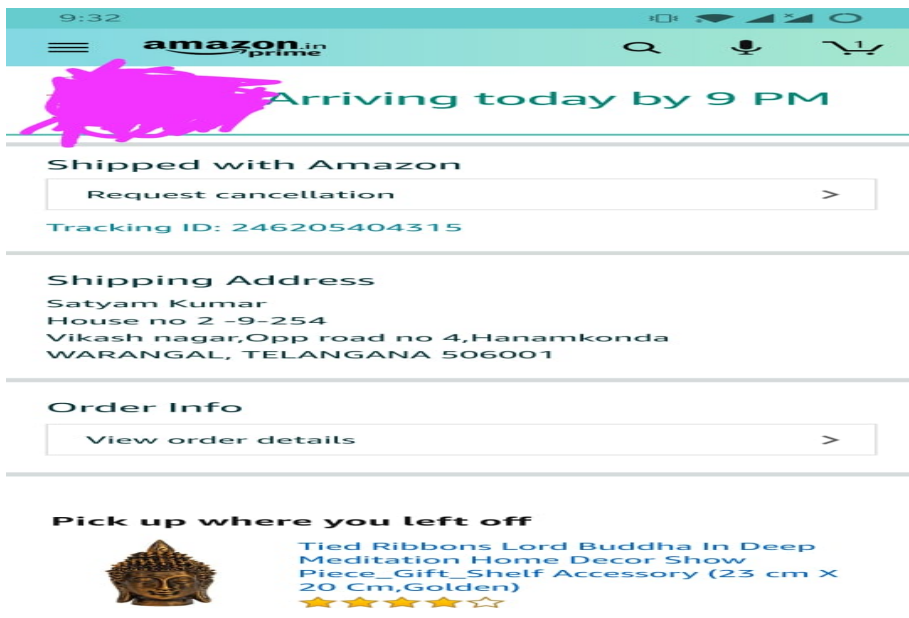 9:32
amazon.in
prime
1
Arriving today by 9 PM
Shipped with Amazon
Request cancellation >
Tracking ID: 246205404315
Shipping Address
Satyam Kumar
House no 2 -9-254
Vikash nagar,Opp road no 4,Hanamkonda
WARANGAL, TELANGANA 506001
Order Info
View order details >
Pick up where you left off
Tied Ribbons Lord Buddha In Deep
Meditation Home Decor Show
Piece_Gift_Shelf Accessory (23 cm X
20 Cm,Golden)